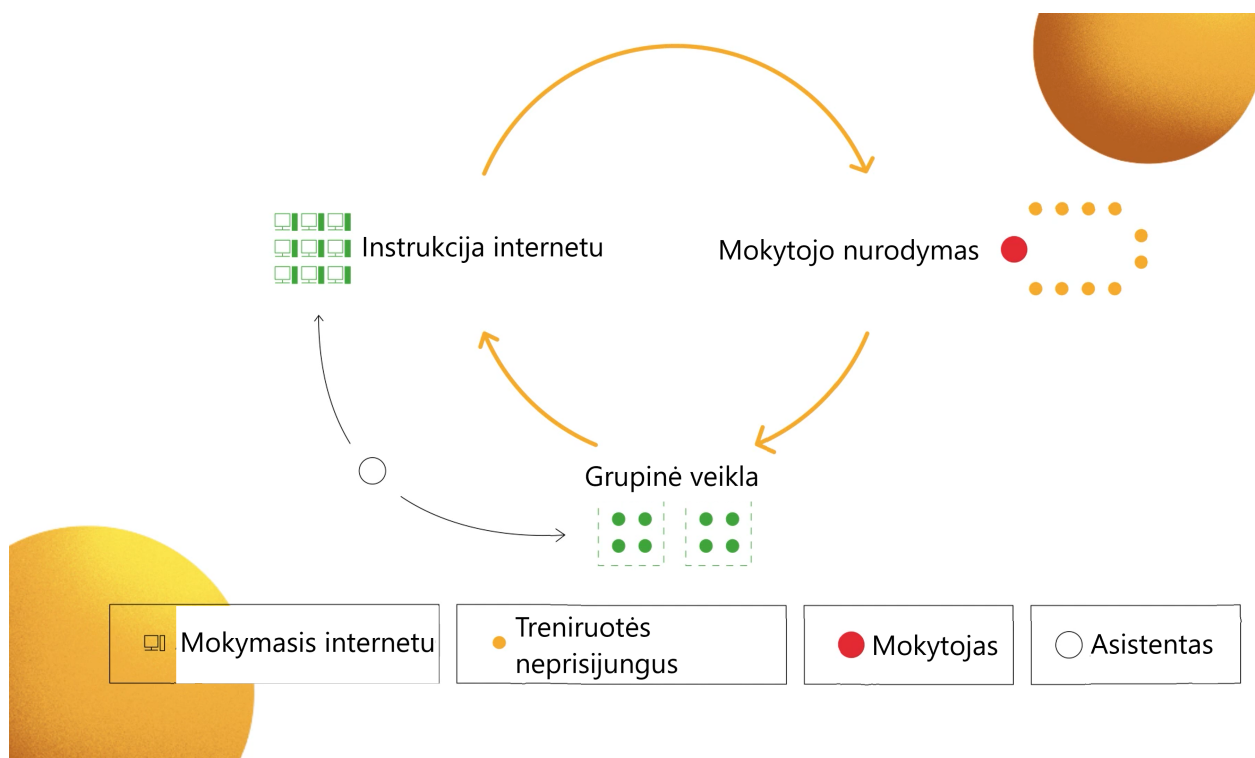 Instrukcija internetu
Mokytojo nurodymas
Grupinė veikla
Mokymasis internetu
Treniruotės
neprisijungus
Mokytojas
Asistentas